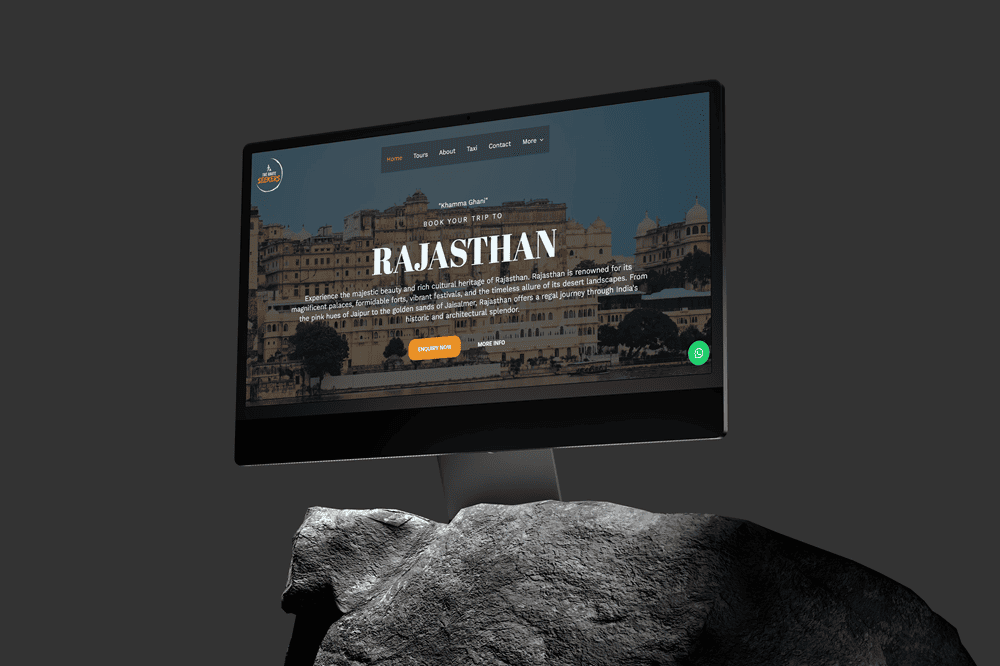 THE ROUTE
SEEKERS
Home Tours About Taxi Contact More
"Khamma Ghani"
BOOK YOUR TRIP TO
RAJASTHAN
Experience the majestic beauty and rich cultural heritage of Rajasthan. Rajasthan is renowned for its
magnificent palaces, formidable forts, vibrant festivals, and the timeless allure of its desert landscapes. From
the pink hues of Jaipur to the golden sands of Jaisalmer, Rajasthan offers a regal journey through India's
historic and architectural splendor.
ENQUIRY NOW MORE INFO